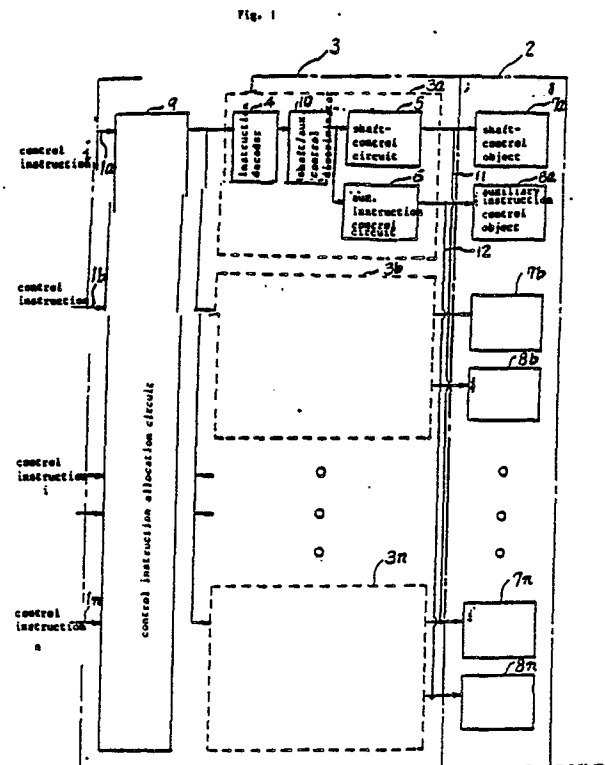 Fig. 1
3
2
9
3a
4
10
5
7a
control
instruction
1a
instruction
decoder
shaft/aux.
control
shaft-
control
circuit
shaft-
control
object
6
11
8a
aux.
instruction
control
circuit
auxiliary
instruction
control
object
12
control
instruction
1b
3b
7b
8b
control instruction allocation circuit
control
instruction
i
3n
7n
control
instruction
n
1n
8n